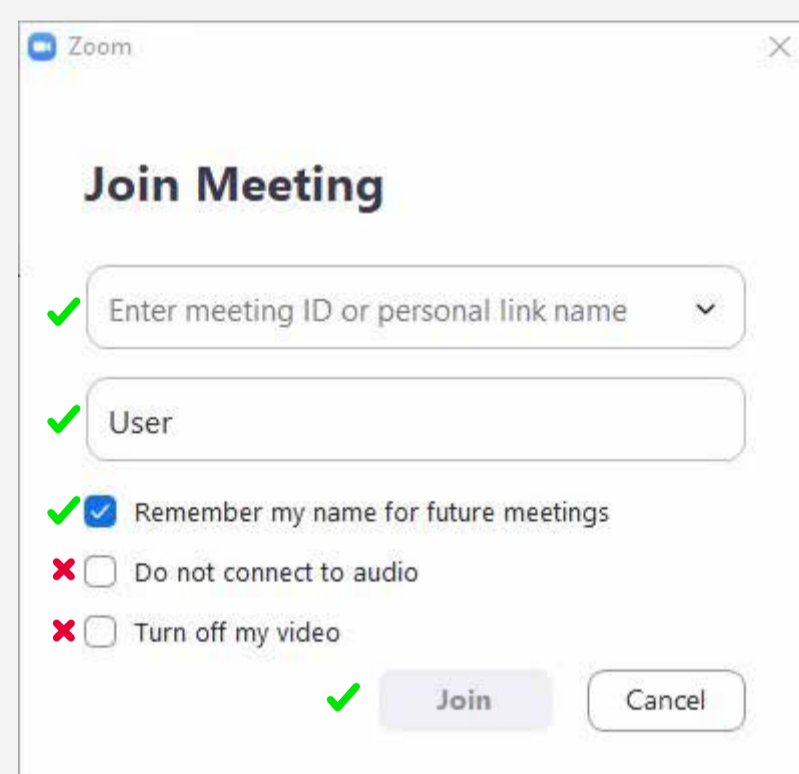 Zoom
Join Meeting
Enter meeting ID or personal link name
User
Remember my name for future meetings
Do not connect to audio
Turn off my video
Join Cancel